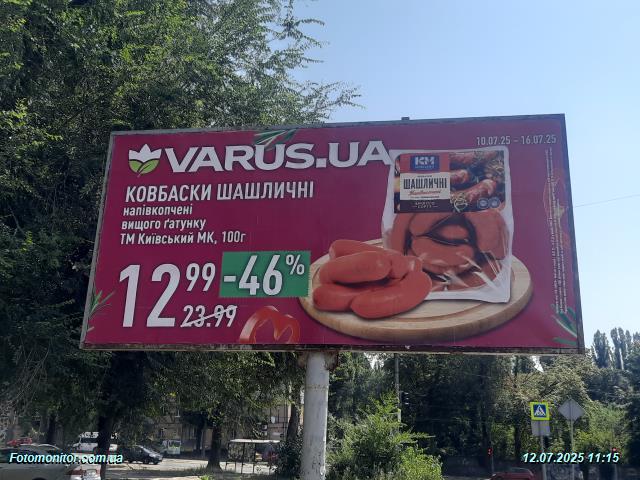 VARUS.UA
10.07.25 - 16.07.25
КОВБАСКИ ШАШЛИЧНІ
напівкопчені
вищого ґатунку
ТМ Київський МК, 100г
12 99 -46%
23.99
КМ
ШАШЛИЧНІ
Fotomonitor.com.ua
12.07.2025 11:15